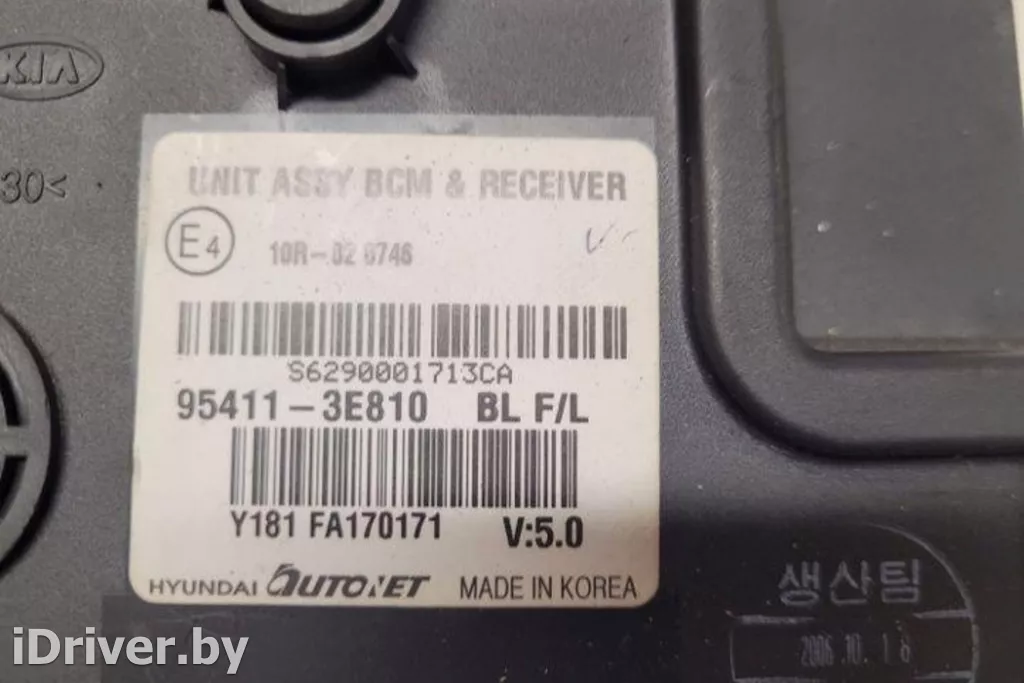 KIA
30<
UNIT ASSY BCM & RECEIVER
E4
10R-02 0746
S6290001713CA
95411-3E810 BL F/L
Y181 FA170171 V:5.0
HYUNDAI AUTONET MADE IN KOREA
생산팀
2006.10.18
iDriver.by